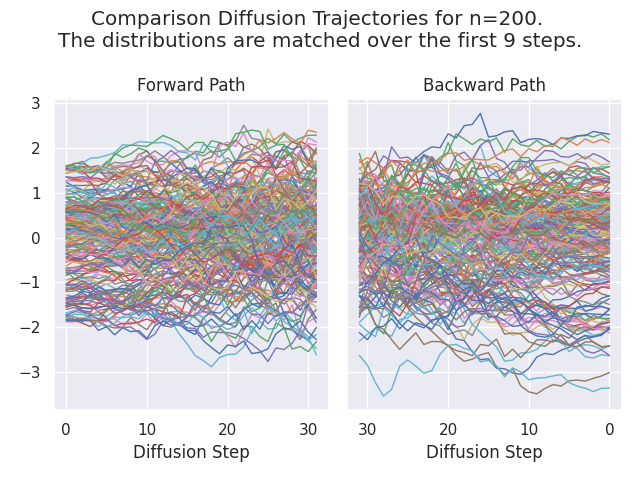 Comparison Diffusion Trajectories for n=200.
The distributions are matched over the first 9 steps.
Forward Path
Backward Path
3
2
1
0
−1
−2
−3
0 10 20 30
30 20 10 0
Diffusion Step
Diffusion Step